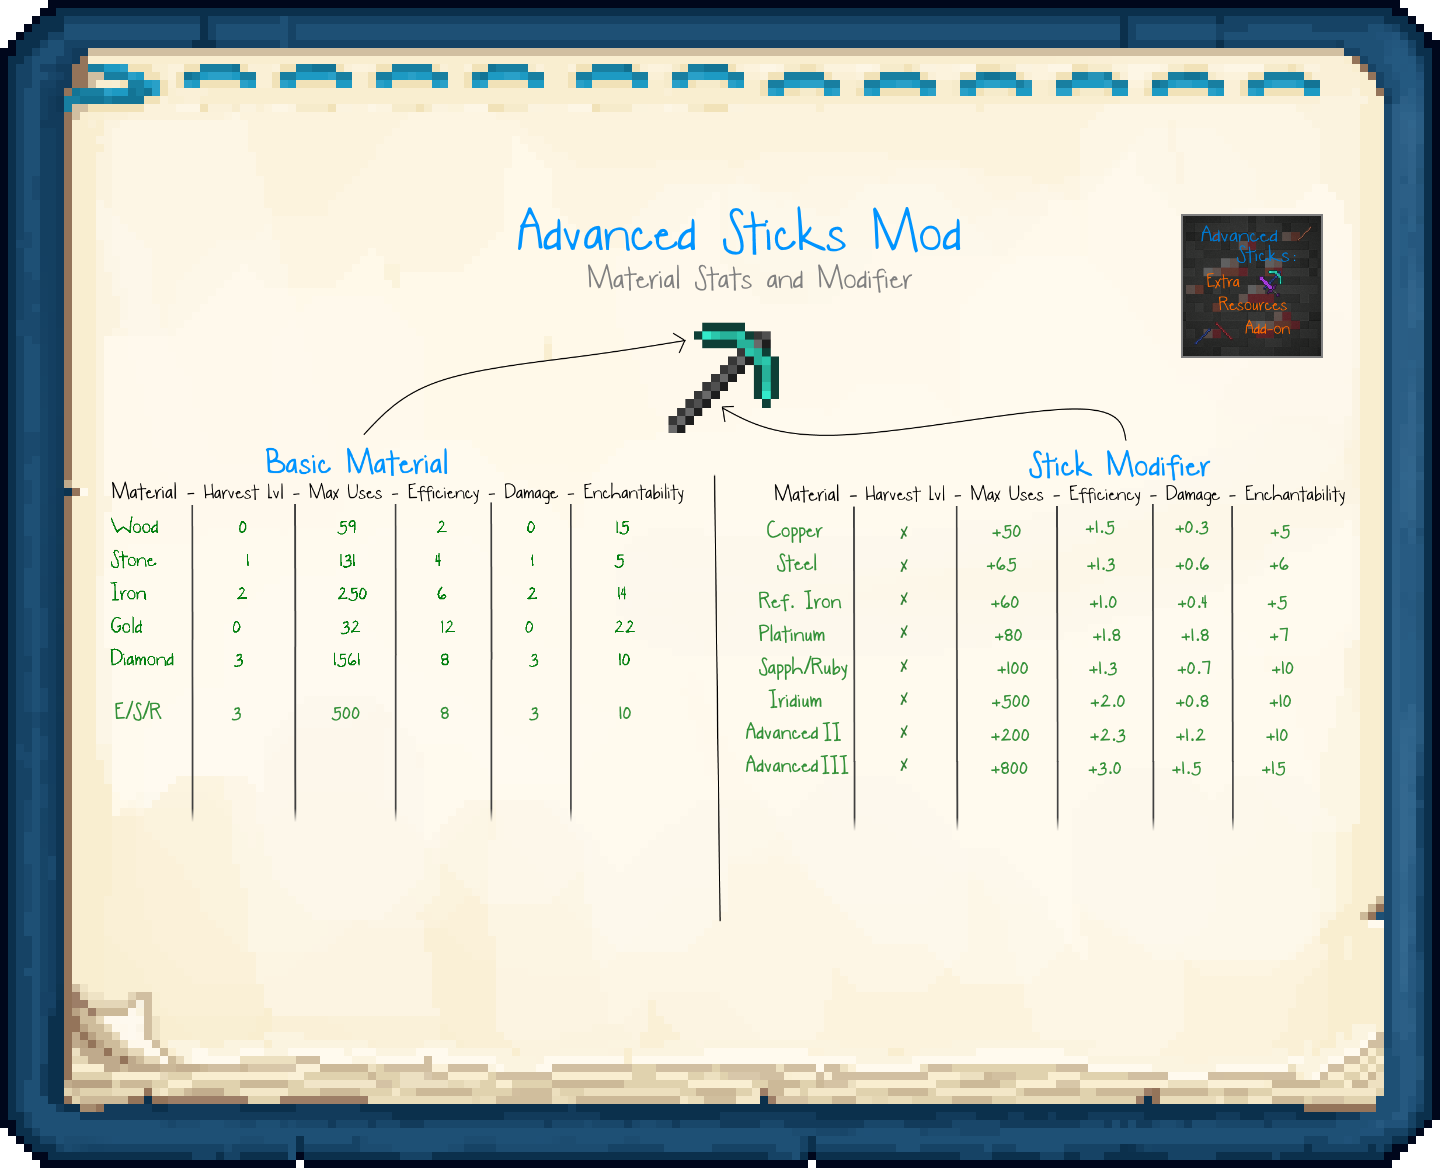 Advanced Sticks Mod
Material Stats and Modifier
Advanced
Sticks:
Extra
Resources
Add-on
Basic Material
Material - Harvest Lvl - Max Uses - Efficiency - Damage - Enchantability
Wood 0 59 2 0 15
Stone 1 131 4 1 5
Iron 2 250 6 2 14
Gold 0 32 12 0 22
Diamond 3 1561 8 3 10
E/S/R 3 500 8 3 10
Stick Modifier
Material - Harvest Lvl - Max Uses - Efficiency - Damage - Enchantability
Copper x +50 +1.5 +0.3 +5
Steel x +65 +1.3 +0.6 +6
Ref. Iron x +60 +1.0 +0.4 +5
Platinum x +80 +1.8 +1.8 +7
Sapph/Ruby x +100 +1.3 +0.7 +10
Iridium x +500 +2.0 +0.8 +10
Advanced II x +200 +2.3 +1.2 +10
Advanced III x +800 +3.0 +1.5 +15